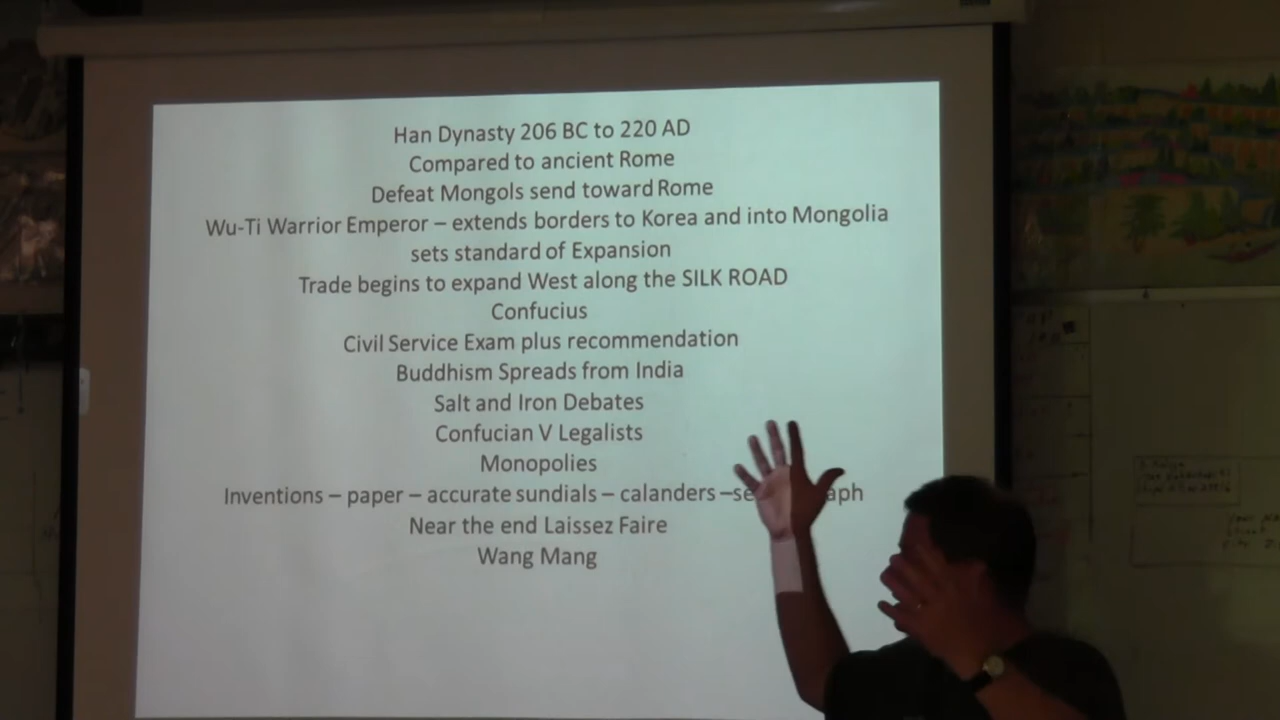 Han Dynasty 206 BC to 220 AD
Compared to ancient Rome
Defeat Mongols send toward Rome
Wu-Ti Warrior Emperor – extends borders to Korea and into Mongolia
sets standard of Expansion
Trade begins to expand West along the SILK ROAD
Confucius
Civil Service Exam plus recommendation
Buddhism Spreads from India
Salt and Iron Debates
Confucian V Legalists
Monopolies
Inventions – paper – accurate sundials – calanders –
Near the end Laissez Faire
Wang Mang